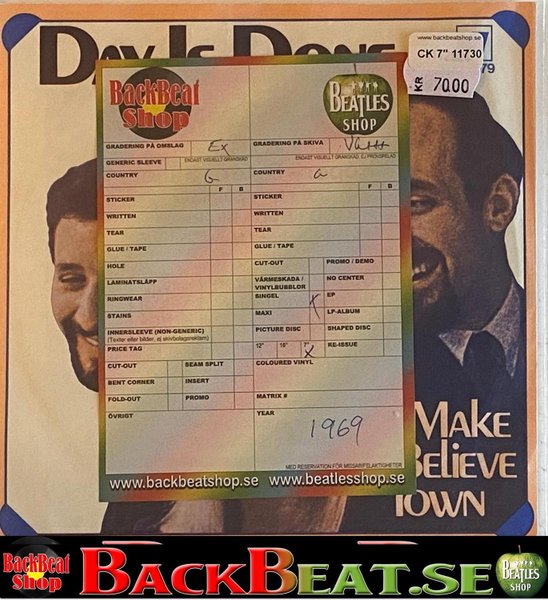 DAY IS DONE
www.backbeatshop.se
CK 7" 11730
KR 70.00
79
BackBeat
Shop
BEATLES
SHOP
GRADERING PÅ OMSLAG Ex
GRADERING PÅ SKIVA
GENERIC SLEEVE ENDAST VISUELLT GRANSKAD
ENDAST VISUELLT GRANSKAD, EJ PROVSPELAD
COUNTRY G
COUNTRY G
F B
F B
STICKER
STICKER
WRITTEN
WRITTEN
TEAR
TEAR
GLUE / TAPE
GLUE / TAPE
HOLE
CUT-OUT PROMO / DEMO
LAMINATSLÄPP
VÄRMESKADA /
VINYLBUBBLOR
NO CENTER
RINGWEAR
SINGEL X EP
STAINS
MAXI LP-ALBUM
INNERSLEEVE (NON-GENERIC)
(Texter eller bilder, ej skivbolagsreklam)
PICTURE DISC SHAPED DISC
PRICE TAG
12" 10" 7" X RE-ISSUE
CUT-OUT SEAM SPLIT
COLOURED VINYL
BENT CORNER INSERT
FOLD-OUT PROMO
MATRIX #
ÖVRIGT
YEAR
1969
MED RESERVATION FÖR MISSAR/FELAKTIGHETER
www.backbeatshop.se www.beatlesshop.se
MAKE
BELIEVE
TOWN
BackBeat
Shop
BACKBEAT.SE
BEATLES
SHOP